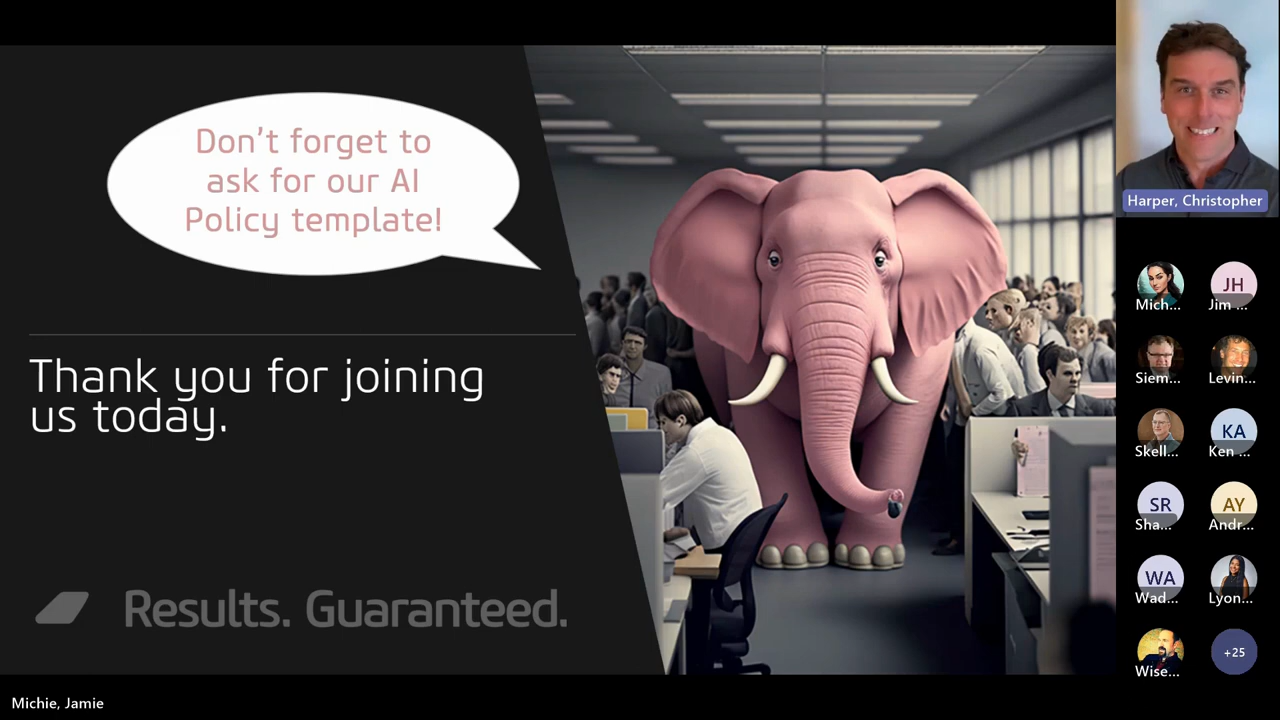 Don't forget to
ask for our AI
Policy template!
Thank you for joining
us today.
Results. Guaranteed.
Michie, Jamie
Harper, Christopher
Mich...
JH
Jim ...
Siem...
Levin...
Skell...
KA
Ken ...
SR
Sha...
AY
Andr...
WA
Wad...
Lyon...
Wise...
+25